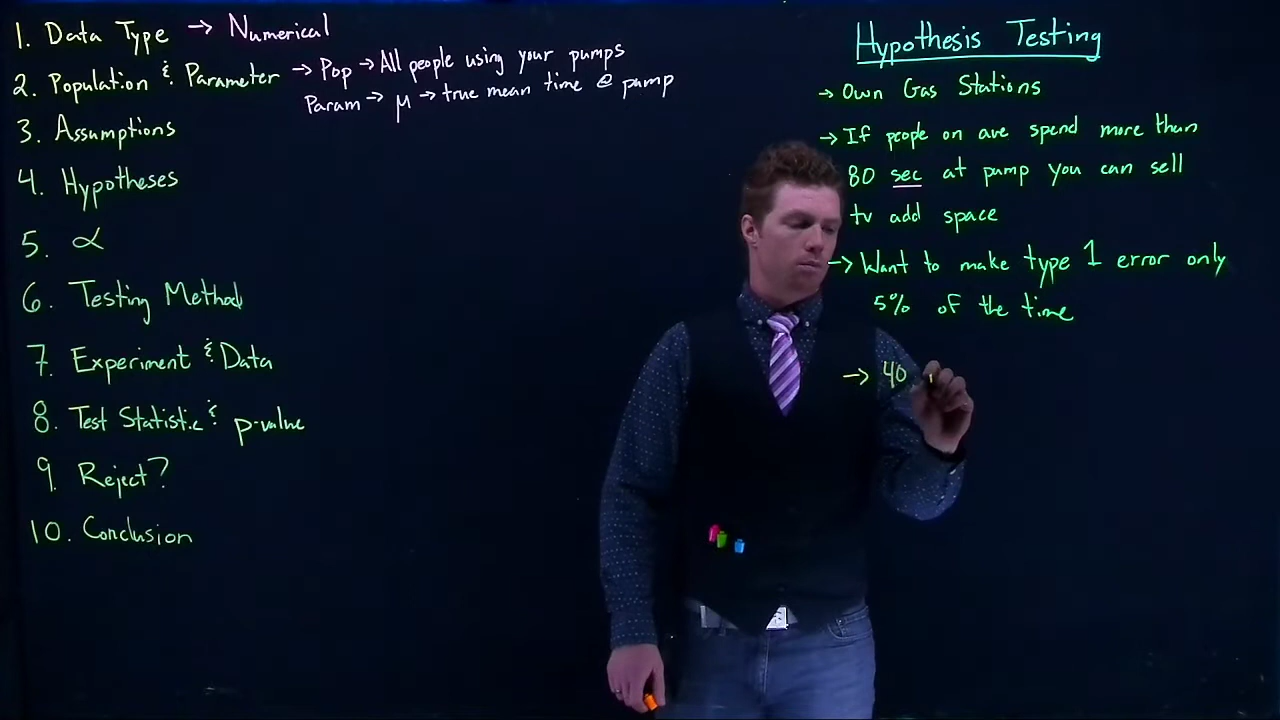 1. Data Type → Numerical
2. Population & Parameter → Pop → All people using your pumps
Param → μ → true mean time @ pump
3. Assumptions
4. Hypotheses
5. α
6. Testing Method
7. Experiment & Data
8. Test Statistic & p-value
9. Reject?
10. Conclusion
Hypothesis Testing
→ Own Gas Stations
→ If people on ave spend more than
80 sec at pump you can sell
tv add space
→ Want to make type 1 error only
5% of the time
→ 40